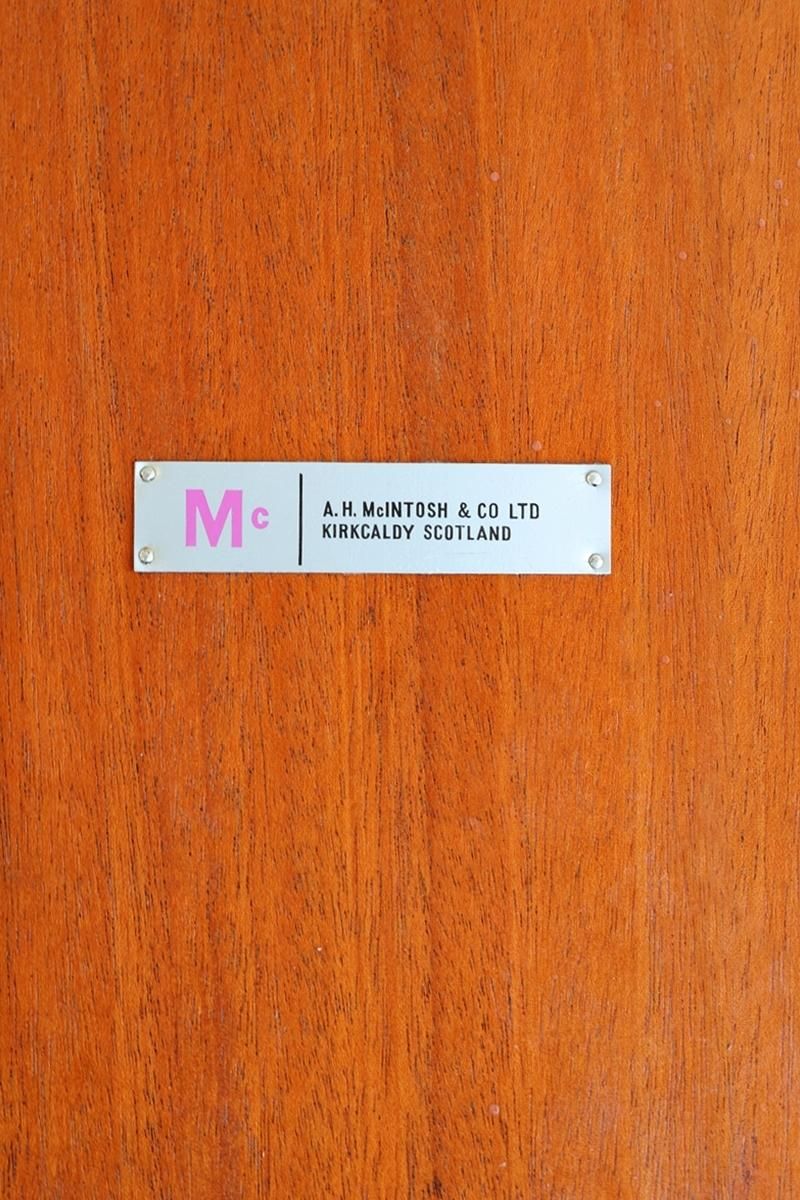 Mc
A.H. McINTOSH & CO LTD
KIRKCALDY SCOTLAND